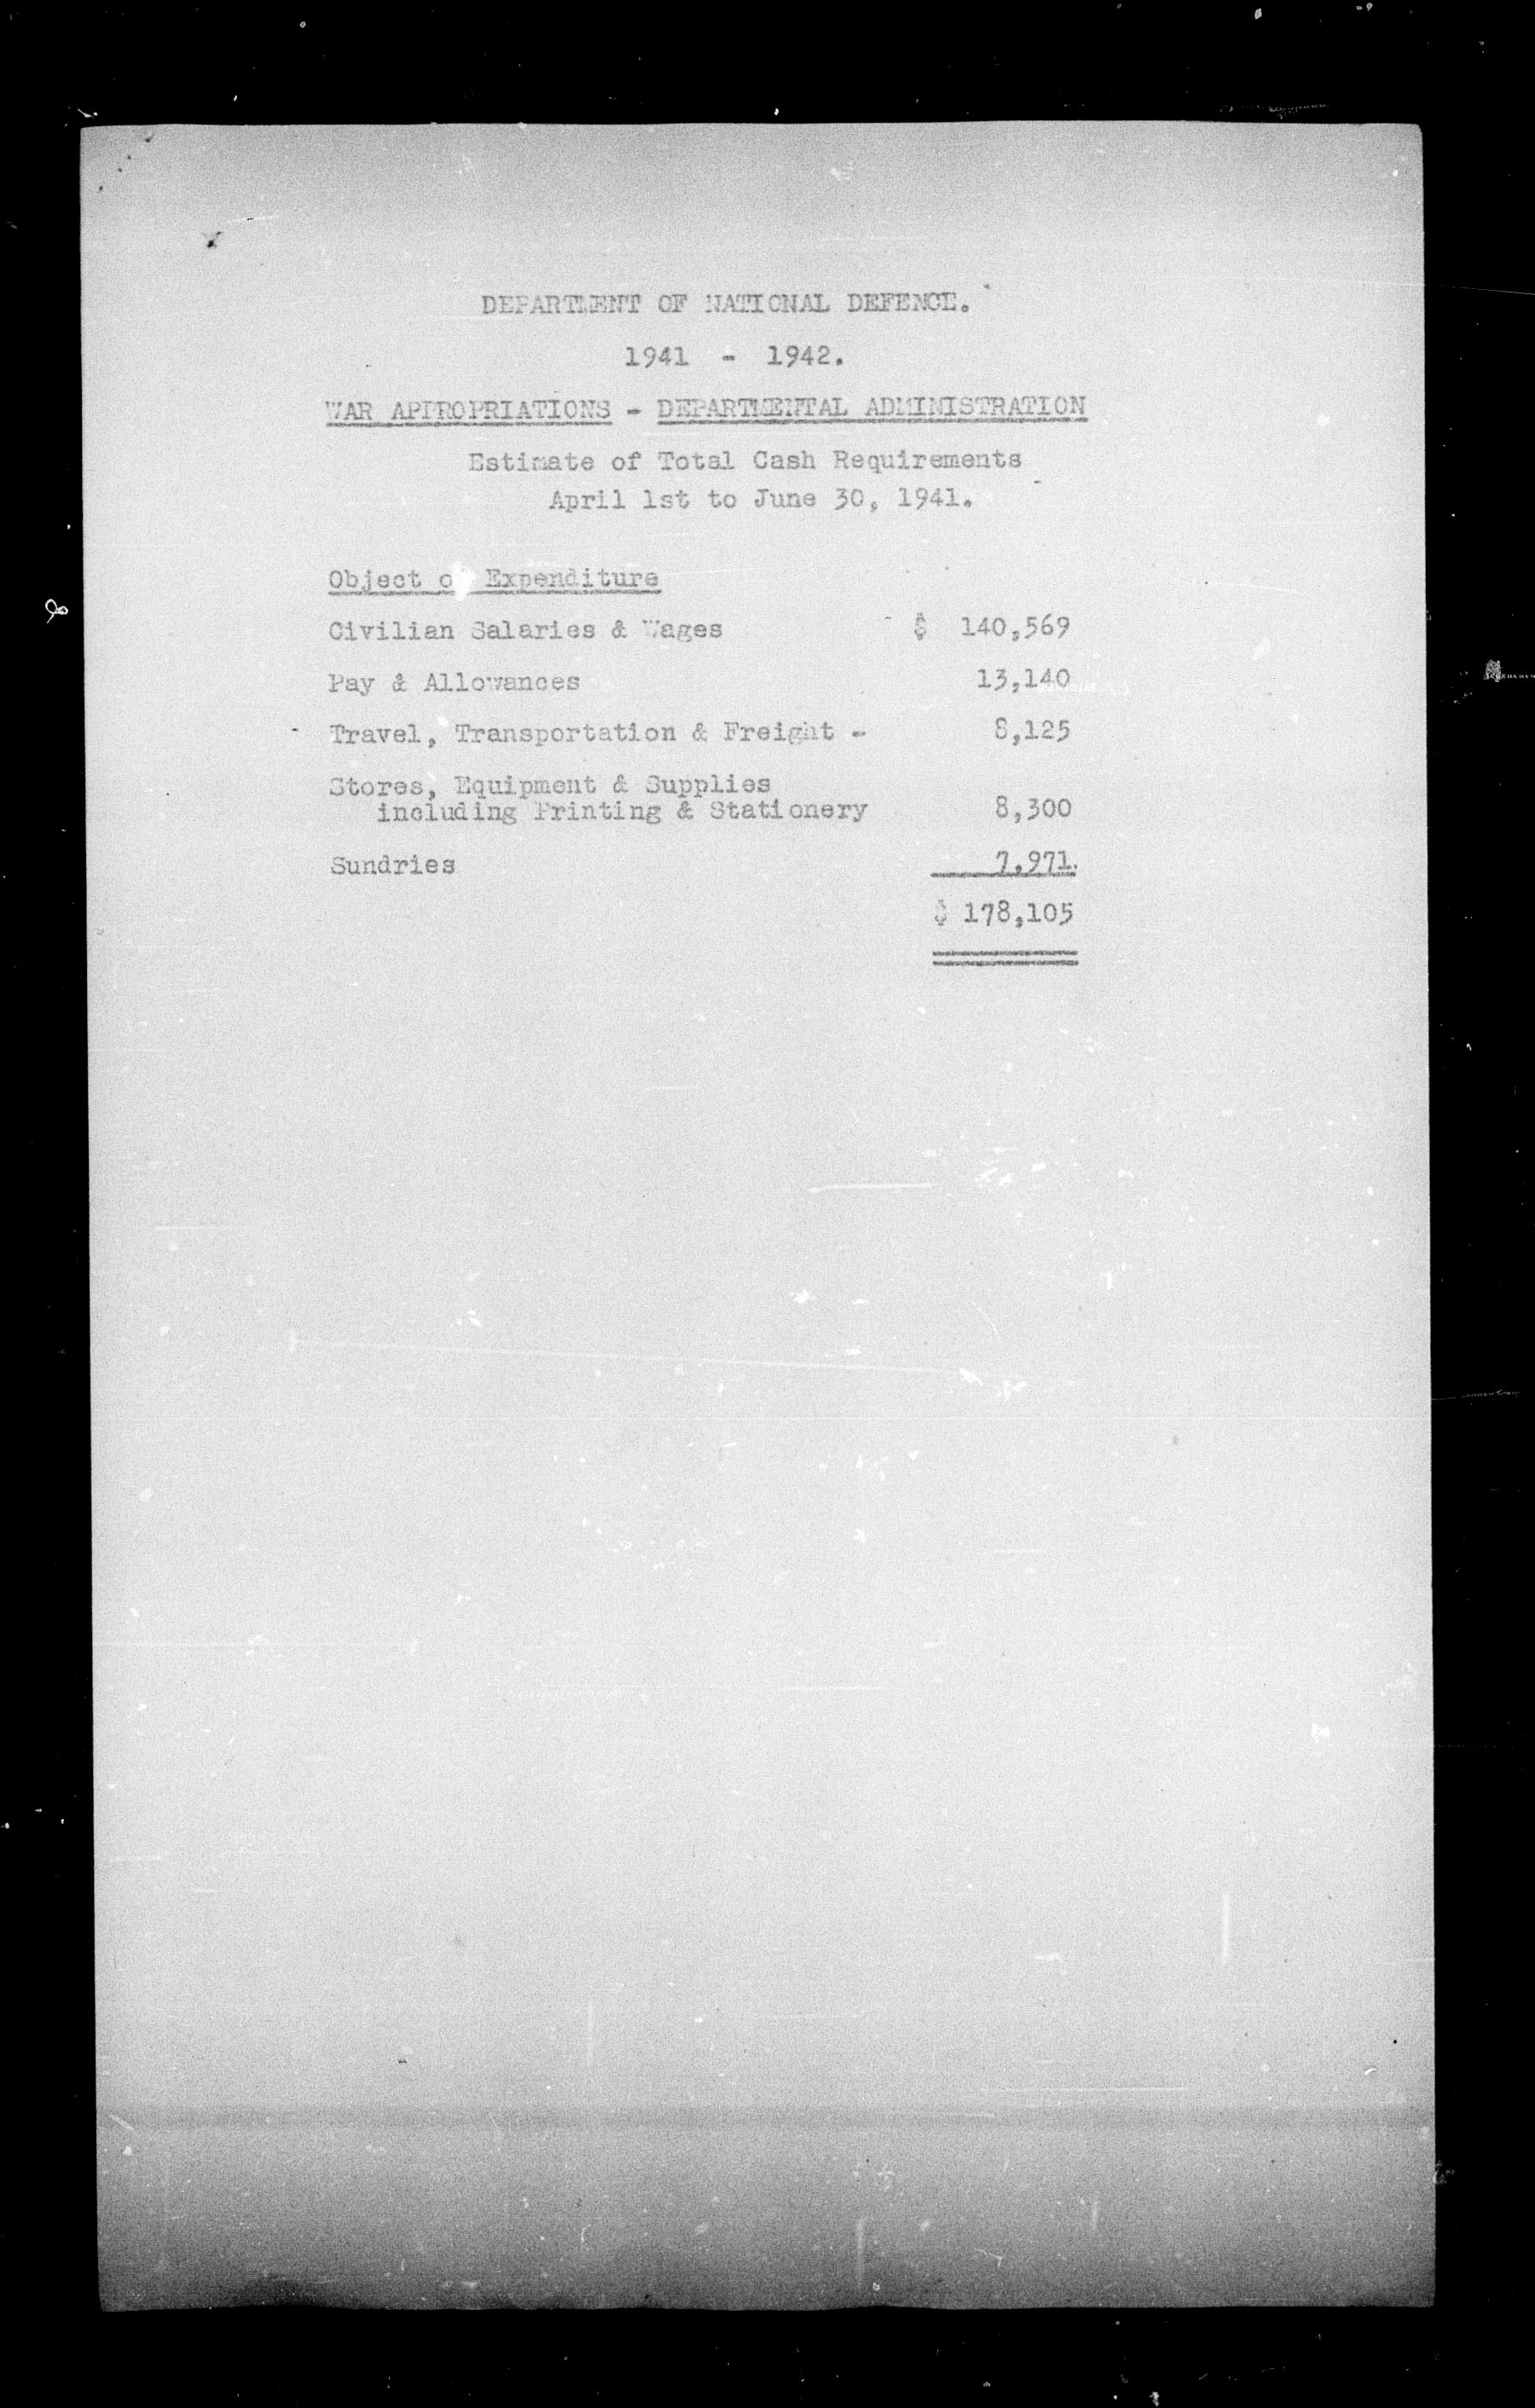 DEPARTMENT OF NATIONAL DEFENCE.
1941 - 1942.
WAR APPROPRIATIONS - DEPARTMENTAL ADMINISTRATION
Estimate of Total Cash Requirements
April 1st to June 30, 1941.
Object of Expenditure
Civilian Salaries & Wages $ 140,569
Pay & Allowances 13,140
Travel, Transportation & Freight - 8,125
Stores, Equipment & Supplies
including Printing & Stationery 8,300
Sundries 7,971.
$ 178,105